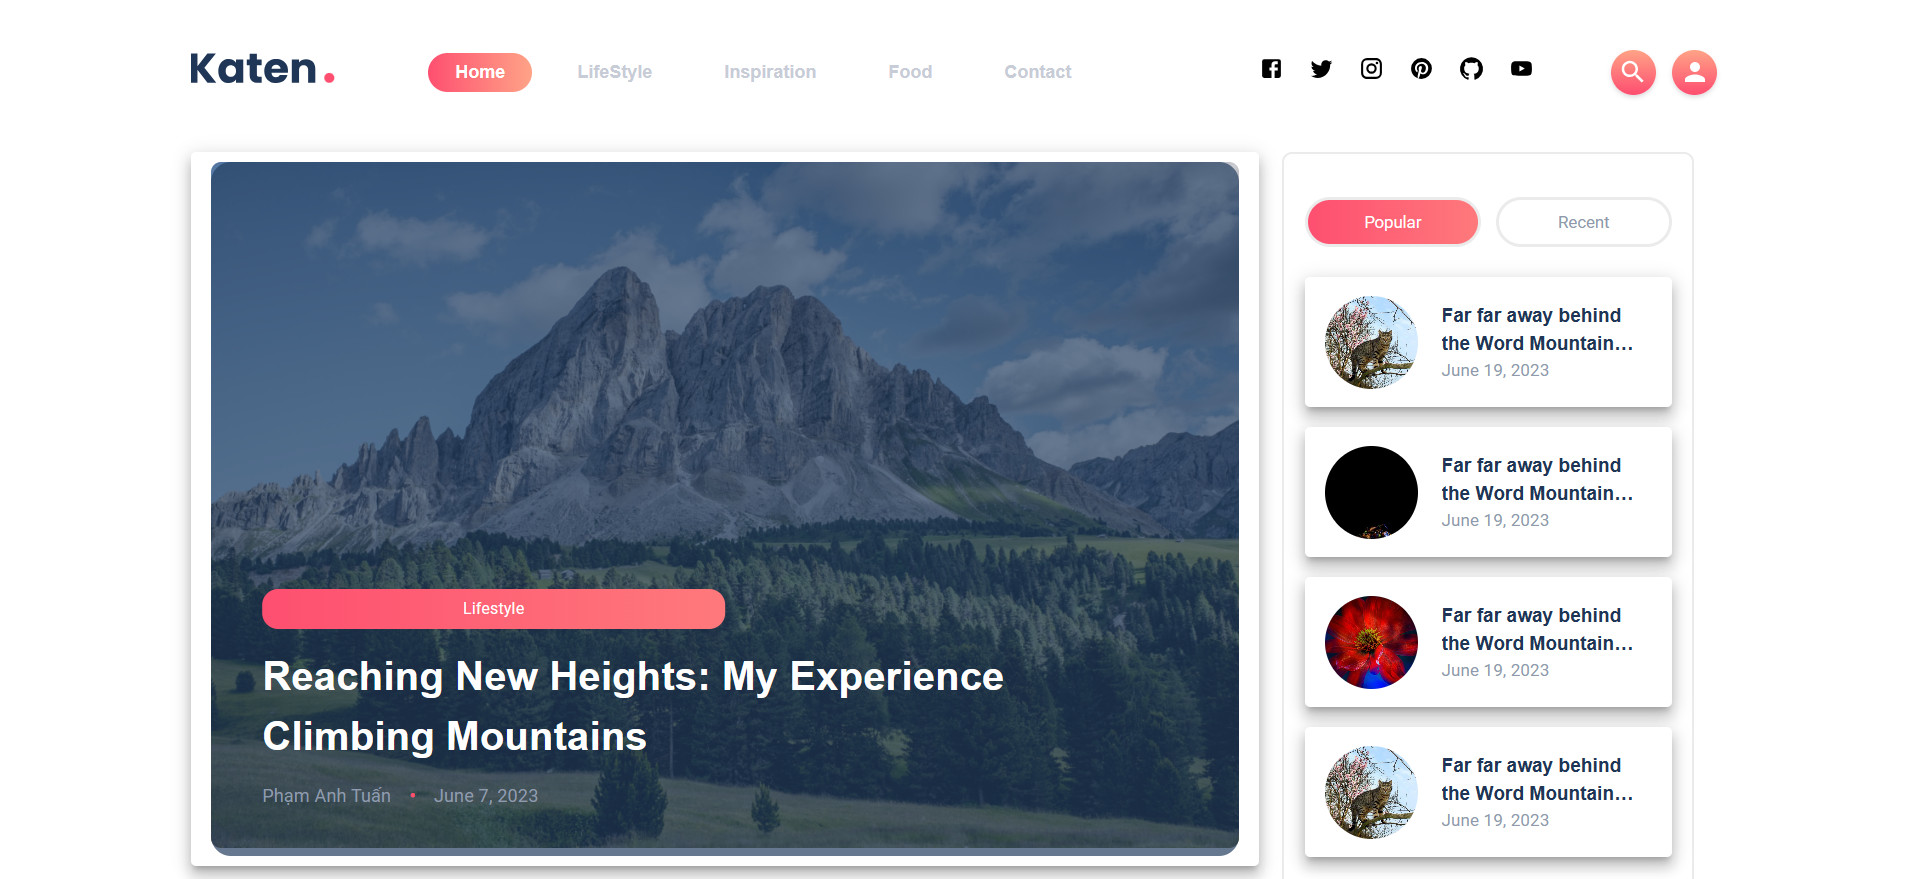 Katen.
Home
LifeStyle
Inspiration
Food
Contact
Lifestyle
Reaching New Heights: My Experience
Climbing Mountains
Phạm Anh Tuấn • June 7, 2023
Popular
Recent
Far far away behind
the Word Mountain...
June 19, 2023
Far far away behind
the Word Mountain...
June 19, 2023
Far far away behind
the Word Mountain...
June 19, 2023
Far far away behind
the Word Mountain...
June 19, 2023